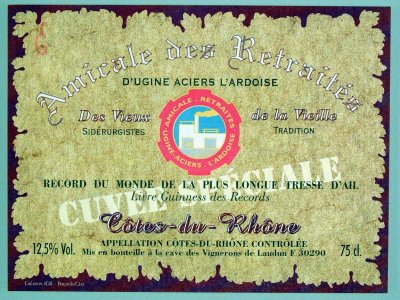 Amicale des Retraités
D'UGINE ACIERS L'ARDOISE
Des Vieux
SIDÉRURGISTES
de la Vieille
TRADITION
AMICALE - RETRAITES
UGINE-ACIERS-L'ARDOISE
CUVÉE SPÉCIALE
RECORD DU MONDE DE LA PLUS LONGUE TRESSE D'AIL
Livre Guinness des Records
Côtes-du-Rhône
12,5% Vol.
APPELLATION CÔTES-DU-RHÔNE CONTRÔLÉE
75 cl.
Mis en bouteille à la cave des Vignerons de Laudun F 30290